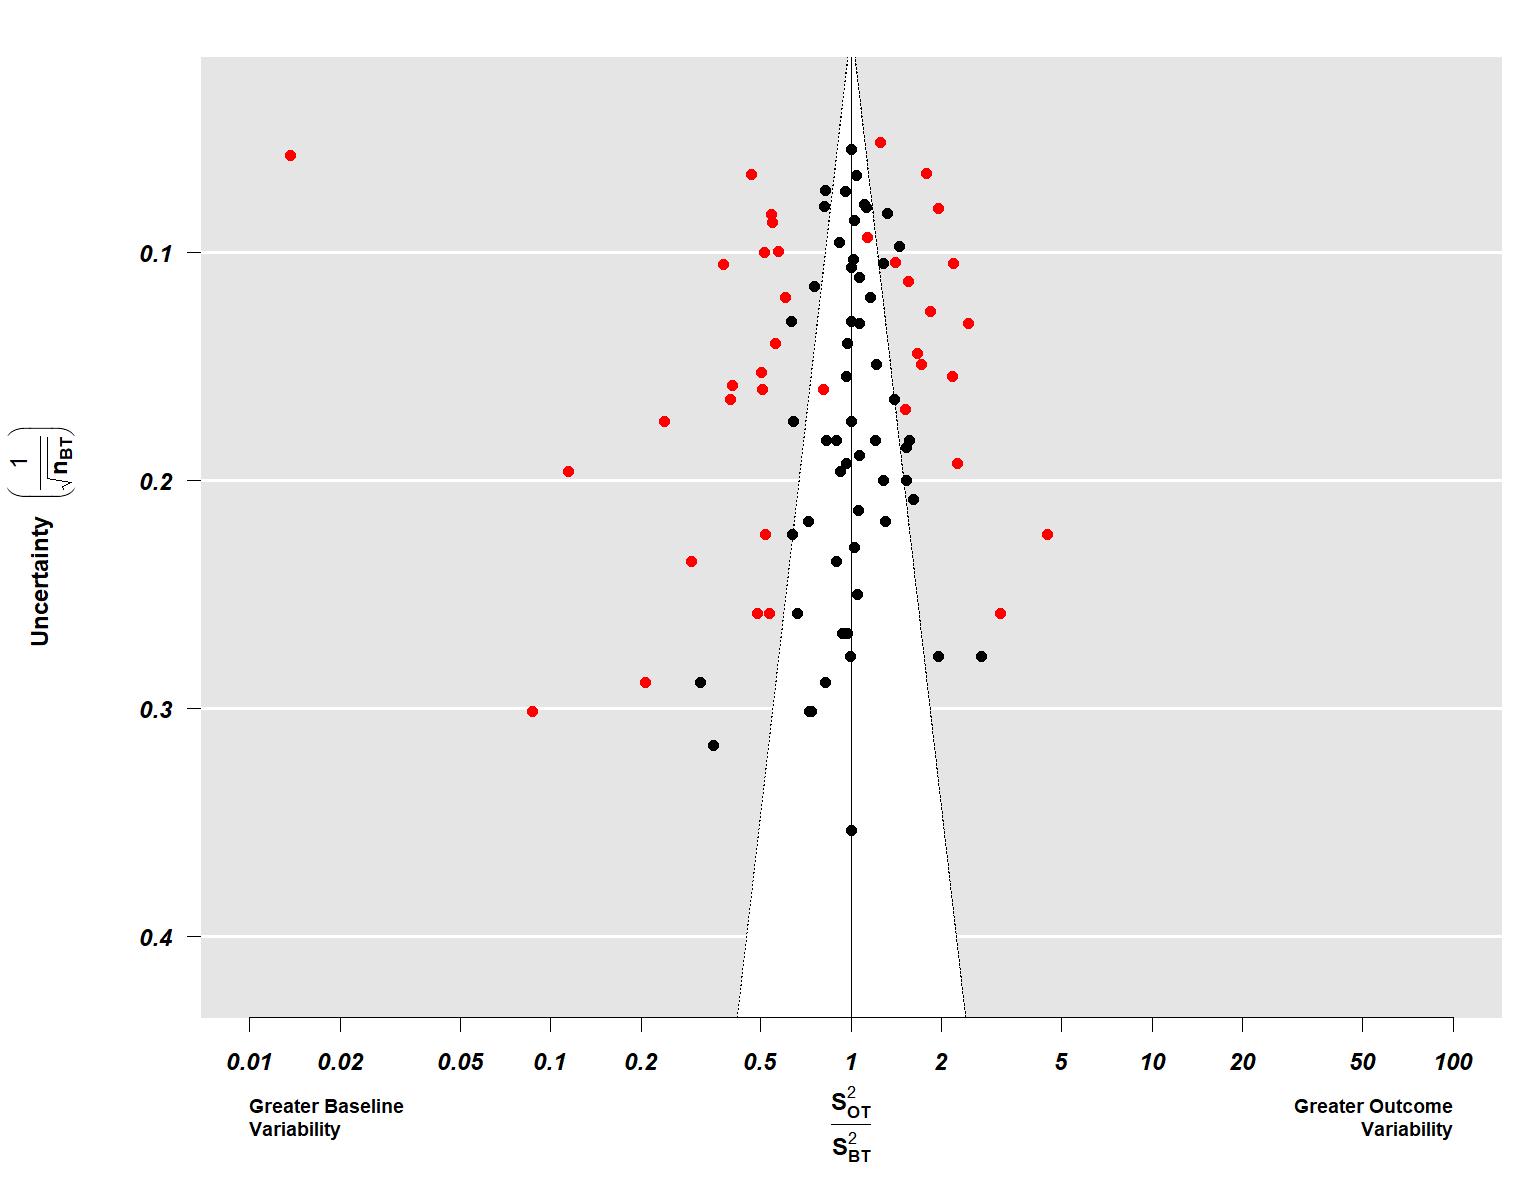 0.1
0.2
0.3
0.4
Uncertainty (1/√nBT)
0.01 0.02 0.05 0.1 0.2 0.5 1 2 5 10 20 50 100
Greater Baseline
Variability
S²OT
S²BT
Greater Outcome
Variability